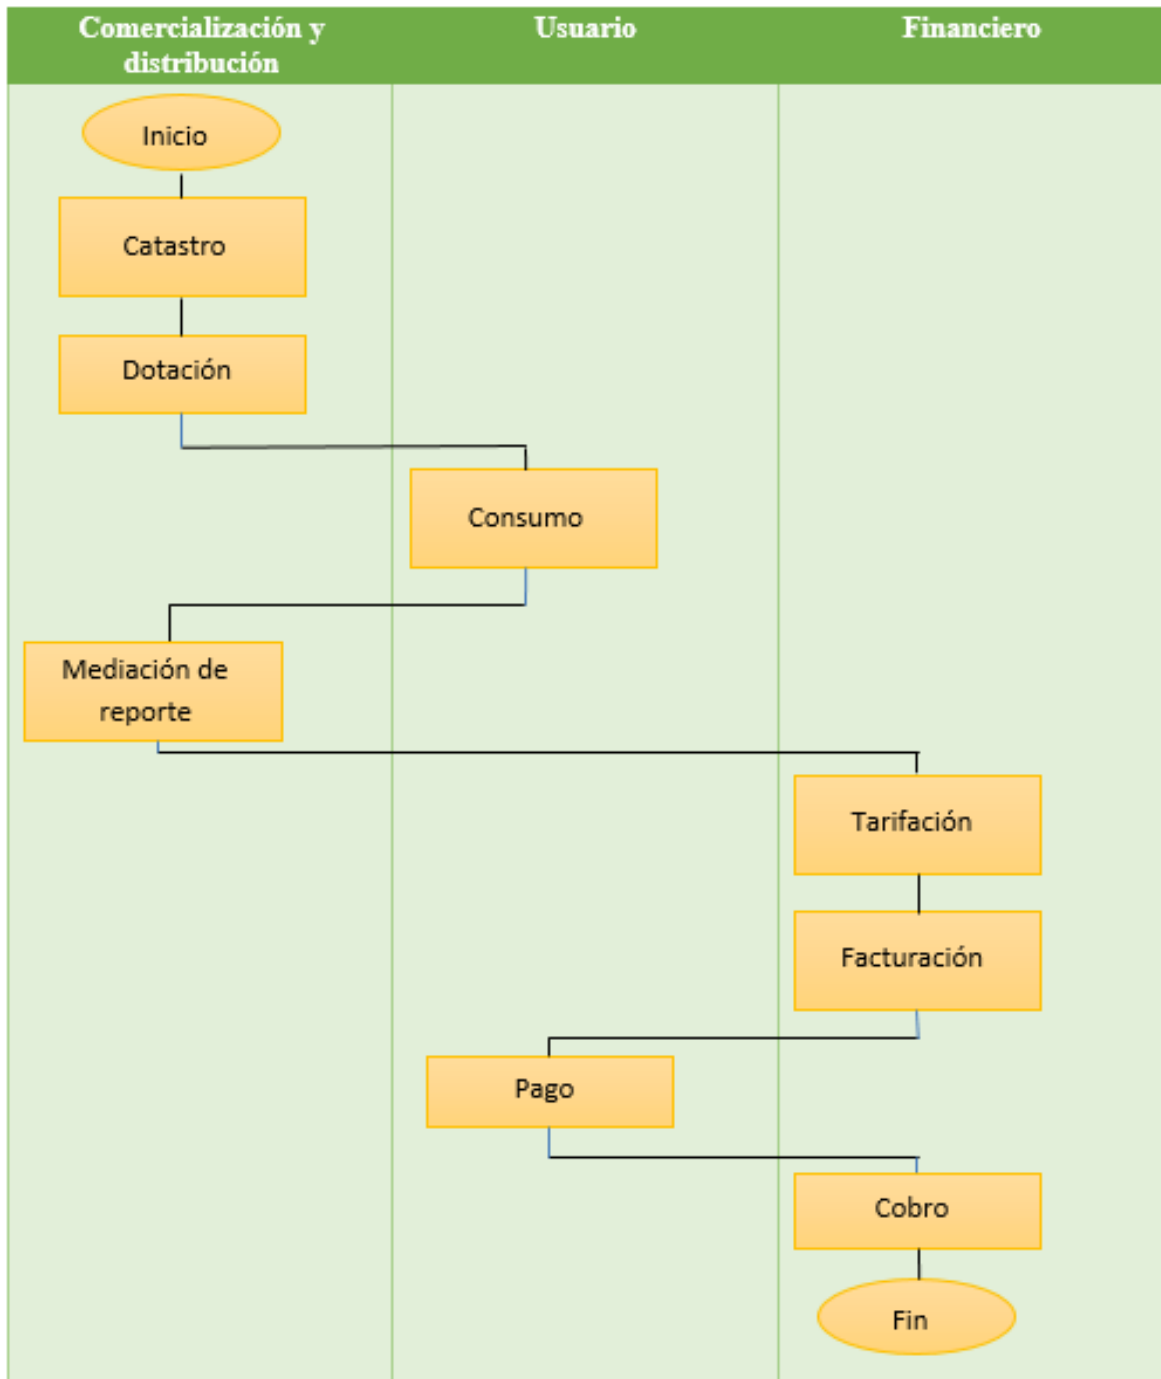 Comercialización y
distribución
Usuario
Financiero
Inicio
Catastro
Dotación
Consumo
Mediación de
reporte
Tarifación
Facturación
Pago
Cobro
Fin